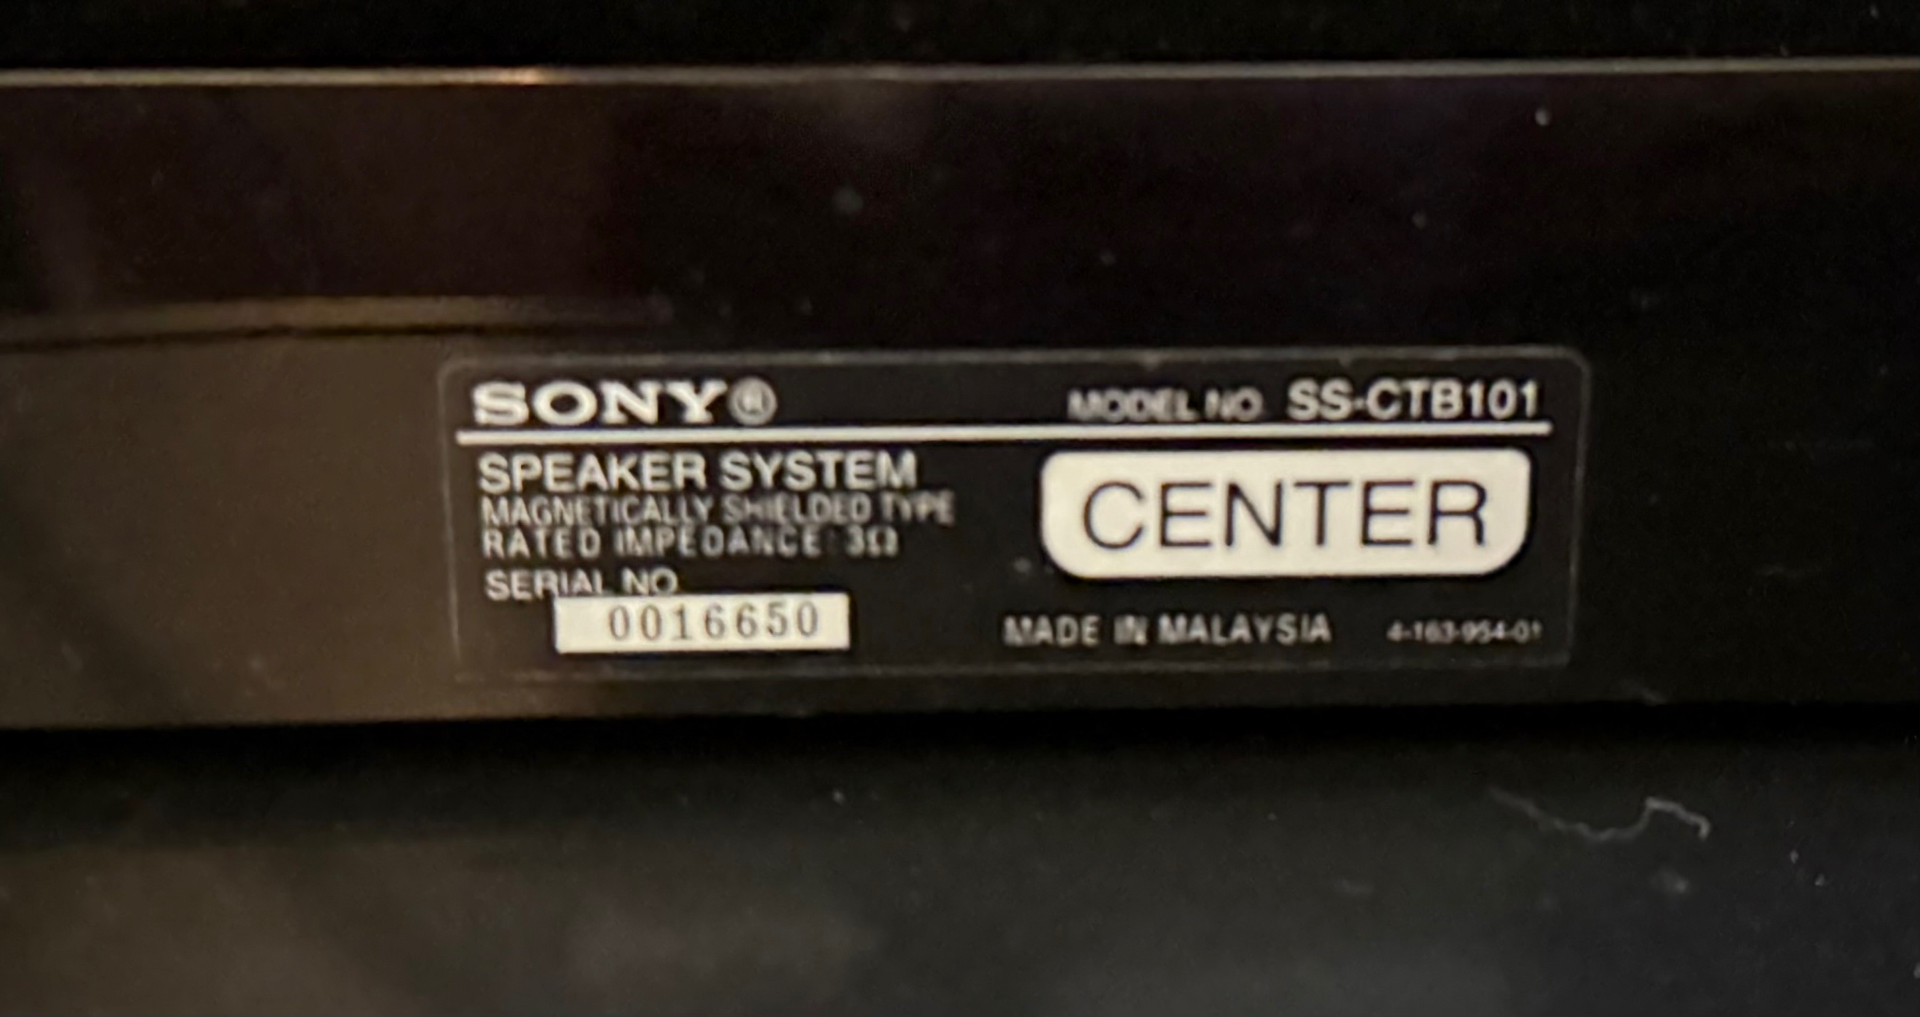 SONY®
MODEL NO. SS-CTB101
SPEAKER SYSTEM
MAGNETICALLY SHIELDED TYPE
RATED IMPEDANCE 3Ω
CENTER
SERIAL NO.
0016650
MADE IN MALAYSIA 4-163-954-01